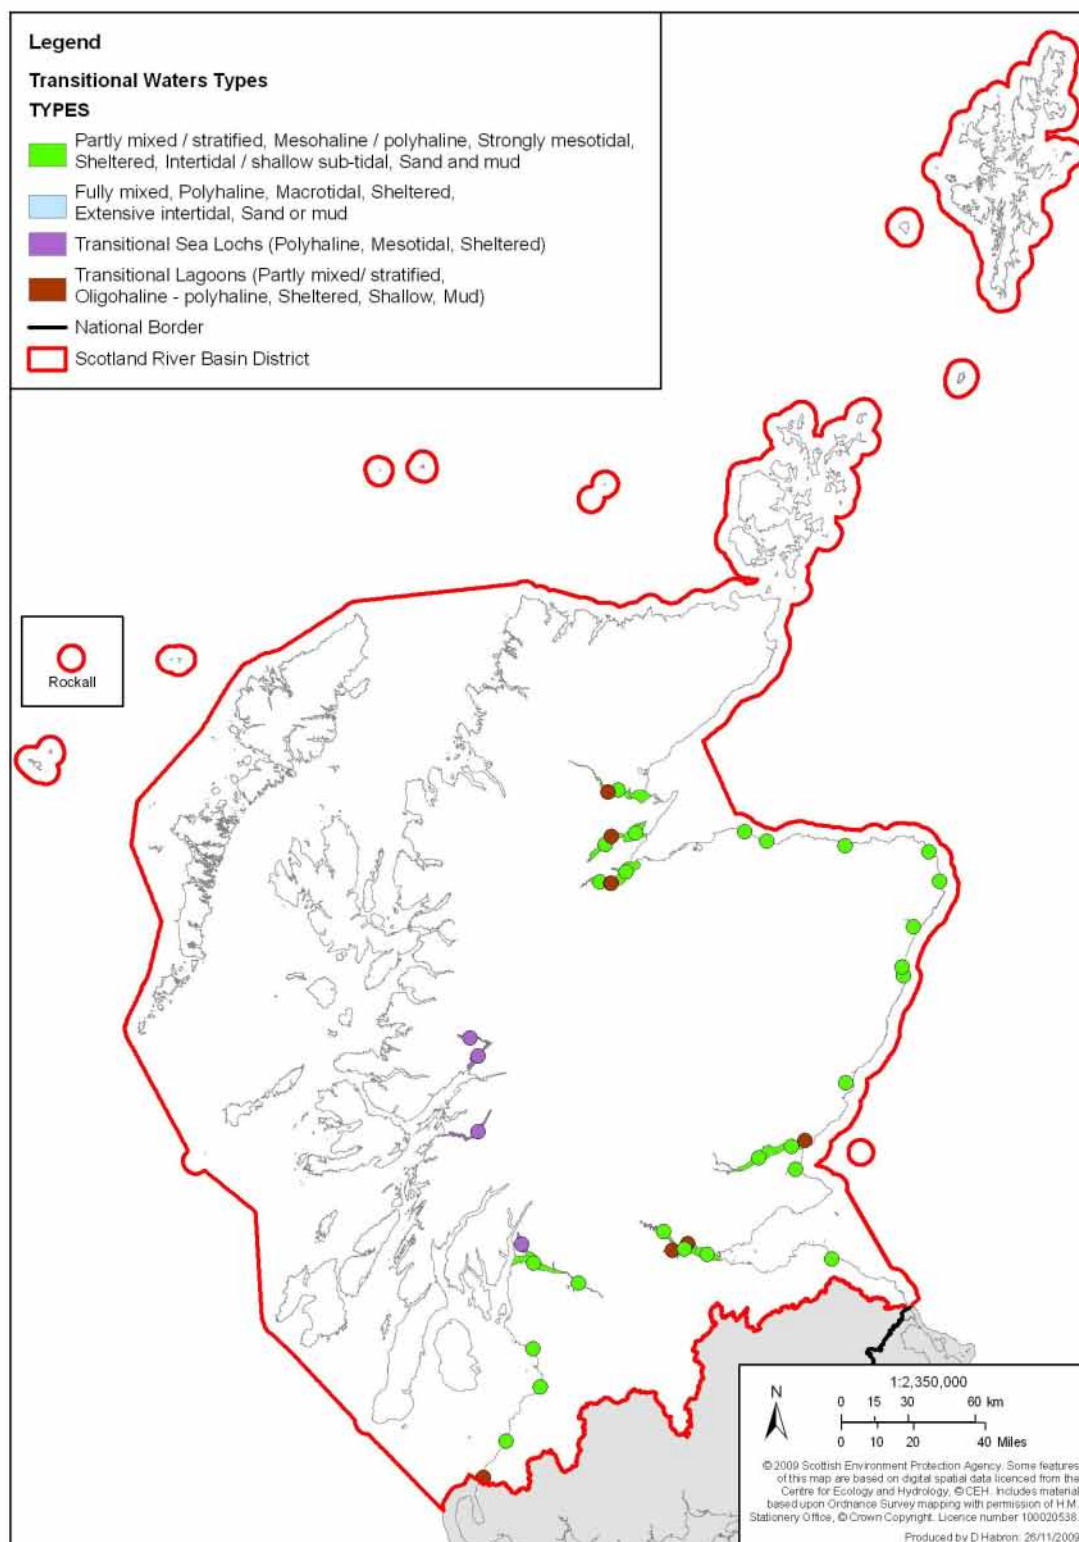 Legend
Transitional Waters Types
TYPES
Partly mixed / stratified, Mesohaline / polyhaline, Strongly mesotidal,
Sheltered, Intertidal / shallow sub-tidal, Sand and mud
Fully mixed, Polyhaline, Macrotidal, Sheltered,
Extensive intertidal, Sand or mud
Transitional Sea Lochs (Polyhaline, Mesotidal, Sheltered)
Transitional Lagoons (Partly mixed/ stratified,
Oligohaline - polyhaline, Sheltered, Shallow, Mud)
National Border
Scotland River Basin District
Rockall
N
1:2,350,000
0 15 30 60 km
0 10 20 40 Miles
© 2009 Scottish Environment Protection Agency. Some features
of this map are based on digital spatial data licenced from the
Centre for Ecology and Hydrology, © CEH. Includes material
based upon Ordnance Survey mapping with permission of H.M.
Stationery Office, © Crown Copyright. Licence number 100020538.
Produced by D Habron: 26/11/2009